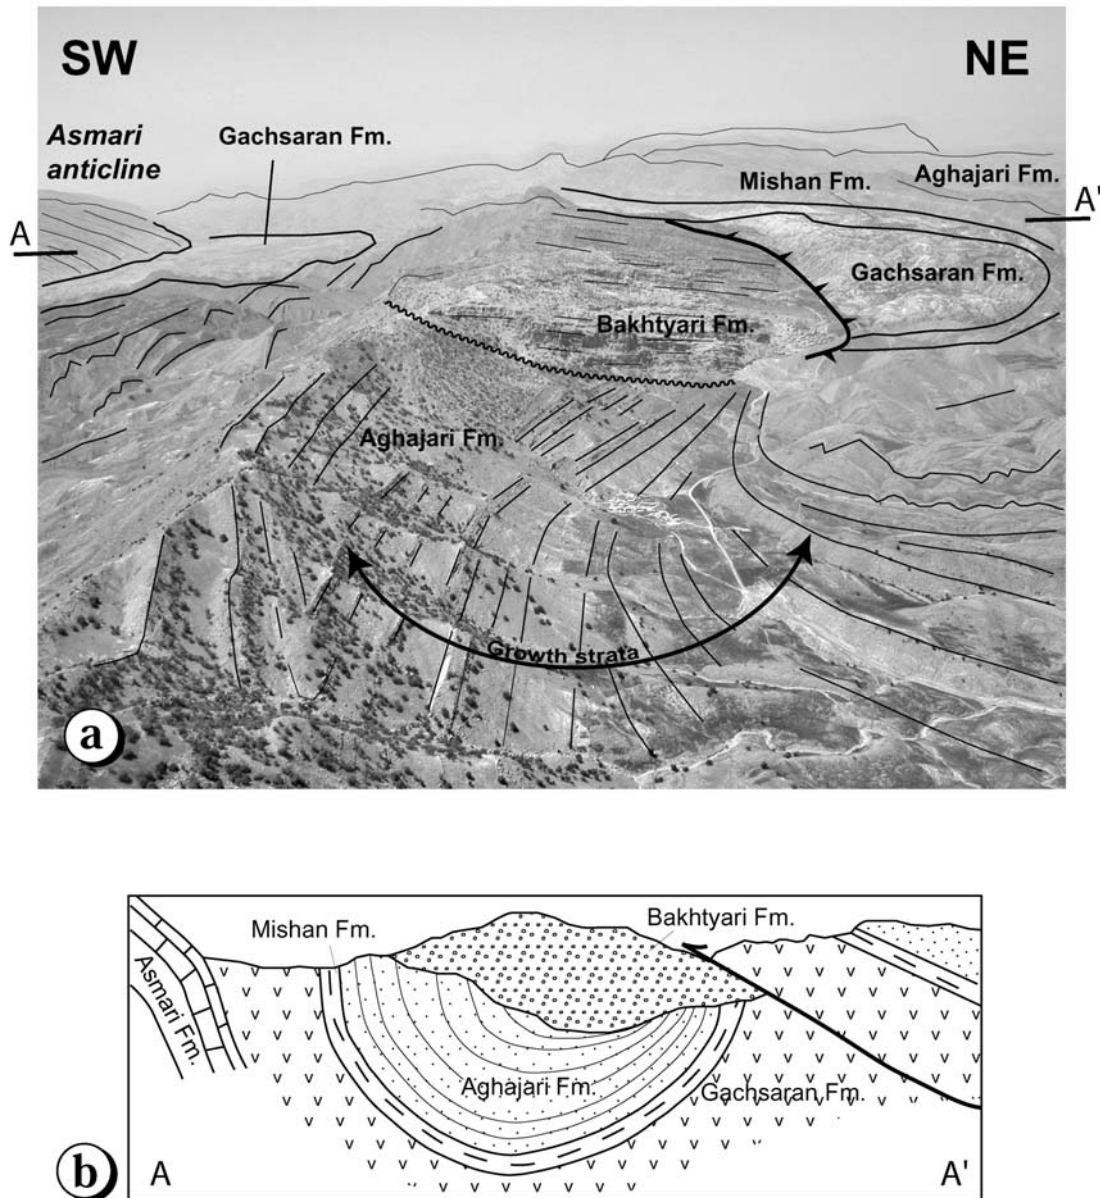 SW
NE
Asmari
anticline
Gachsaran Fm.
Mishan Fm.
Aghajari Fm.
A
A'
Gachsaran Fm.
Bakhtyari Fm.
Aghajari Fm.
Growth strata
a
Mishan Fm.
Bakhtyari Fm.
Asmari Fm.
Aghajari Fm.
Gachsaran Fm.
b
A
A'